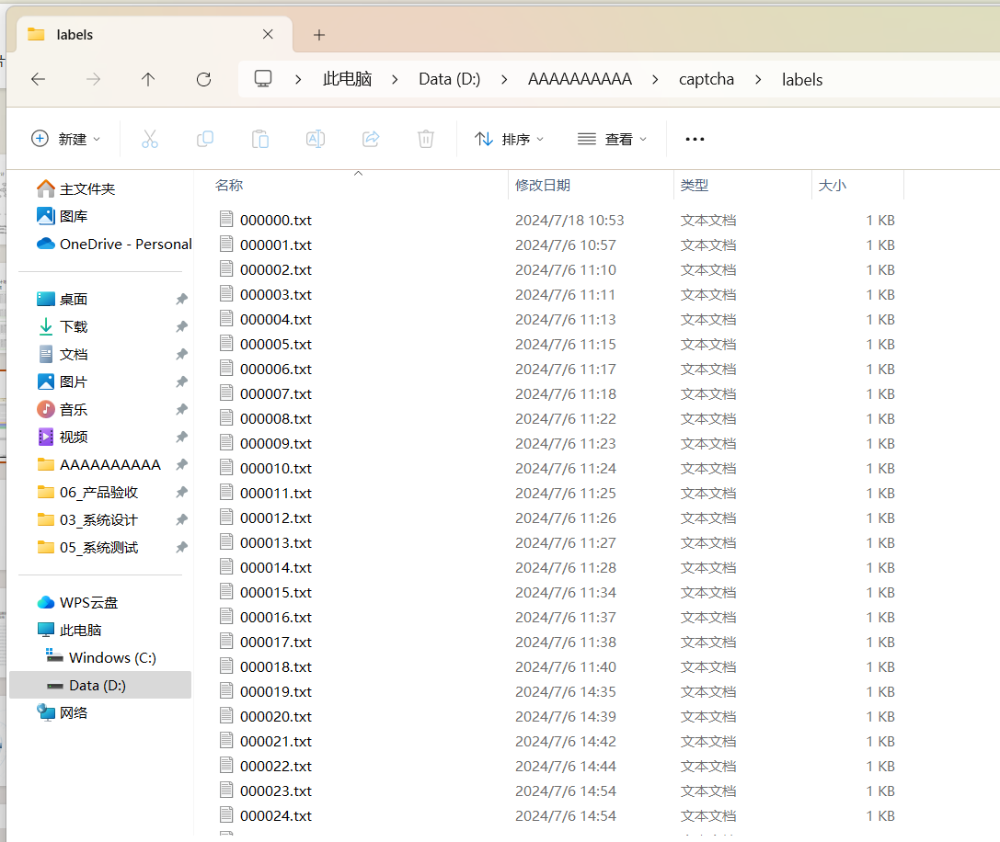 labels
此电脑 Data (D:) AAAAAAAAAA captcha labels
新建 排序 查看
名称 修改日期 类型 大小
主文件夹
图库
OneDrive - Personal
桌面
下载
文档
图片
音乐
视频
AAAAAAAAAA
06_产品验收
03_系统设计
05_系统测试
WPS云盘
此电脑
Windows (C:)
Data (D:)
网络
000000.txt 2024/7/18 10:53 文本文档 1 KB
000001.txt 2024/7/6 10:57 文本文档 1 KB
000002.txt 2024/7/6 11:10 文本文档 1 KB
000003.txt 2024/7/6 11:11 文本文档 1 KB
000004.txt 2024/7/6 11:13 文本文档 1 KB
000005.txt 2024/7/6 11:15 文本文档 1 KB
000006.txt 2024/7/6 11:17 文本文档 1 KB
000007.txt 2024/7/6 11:18 文本文档 1 KB
000008.txt 2024/7/6 11:22 文本文档 1 KB
000009.txt 2024/7/6 11:23 文本文档 1 KB
000010.txt 2024/7/6 11:24 文本文档 1 KB
000011.txt 2024/7/6 11:25 文本文档 1 KB
000012.txt 2024/7/6 11:26 文本文档 1 KB
000013.txt 2024/7/6 11:27 文本文档 1 KB
000014.txt 2024/7/6 11:28 文本文档 1 KB
000015.txt 2024/7/6 11:34 文本文档 1 KB
000016.txt 2024/7/6 11:37 文本文档 1 KB
000017.txt 2024/7/6 11:38 文本文档 1 KB
000018.txt 2024/7/6 11:40 文本文档 1 KB
000019.txt 2024/7/6 14:35 文本文档 1 KB
000020.txt 2024/7/6 14:39 文本文档 1 KB
000021.txt 2024/7/6 14:42 文本文档 1 KB
000022.txt 2024/7/6 14:44 文本文档 1 KB
000023.txt 2024/7/6 14:54 文本文档 1 KB
000024.txt 2024/7/6 14:54 文本文档 1 KB